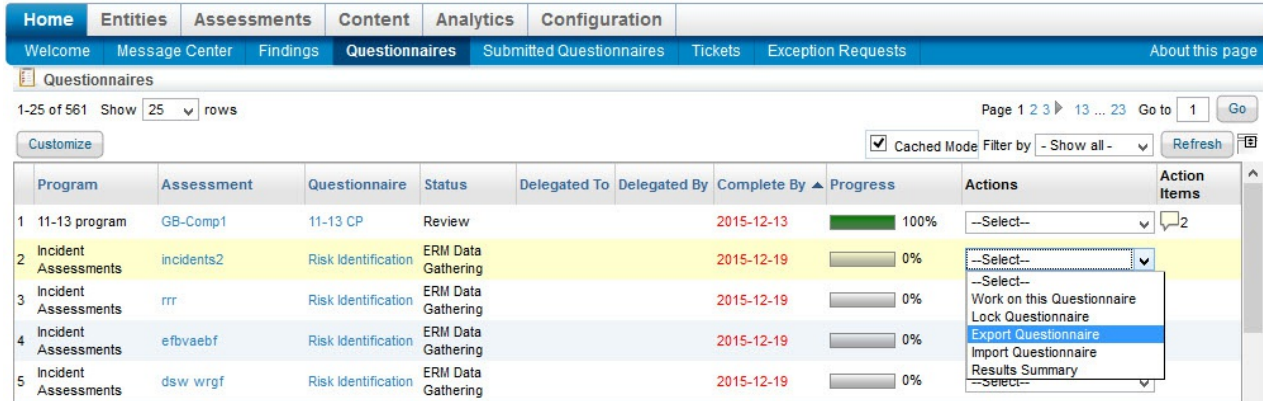 Home Entities Assessments Content Analytics Configuration
Welcome Message Center Findings Questionnaires Submitted Questionnaires Tickets Exception Requests About this page
Questionnaires
1-25 of 561 Show 25 rows Page 1 2 3 13 ... 23 Go to 1 Go
Customize Cached Mode Filter by - Show all - Refresh
Program Assessment Questionnaire Status Delegated To Delegated By Complete By Progress Actions Action Items
1 11-13 program GB-Comp1 11-13 CP Review 2015-12-13 100% --Select-- 2
2 Incident Assessments incidents2 Risk Identification ERM Data Gathering 2015-12-19 0% --Select--
--Select--
Work on this Questionnaire
Lock Questionnaire
Export Questionnaire
Import Questionnaire
Results Summary
3 Incident Assessments rrr Risk Identification ERM Data Gathering 2015-12-19 0%
4 Incident Assessments efbvaebf Risk Identification ERM Data Gathering 2015-12-19 0%
5 Incident Assessments dsw wrgf Risk Identification ERM Data Gathering 2015-12-19 0% --Select--